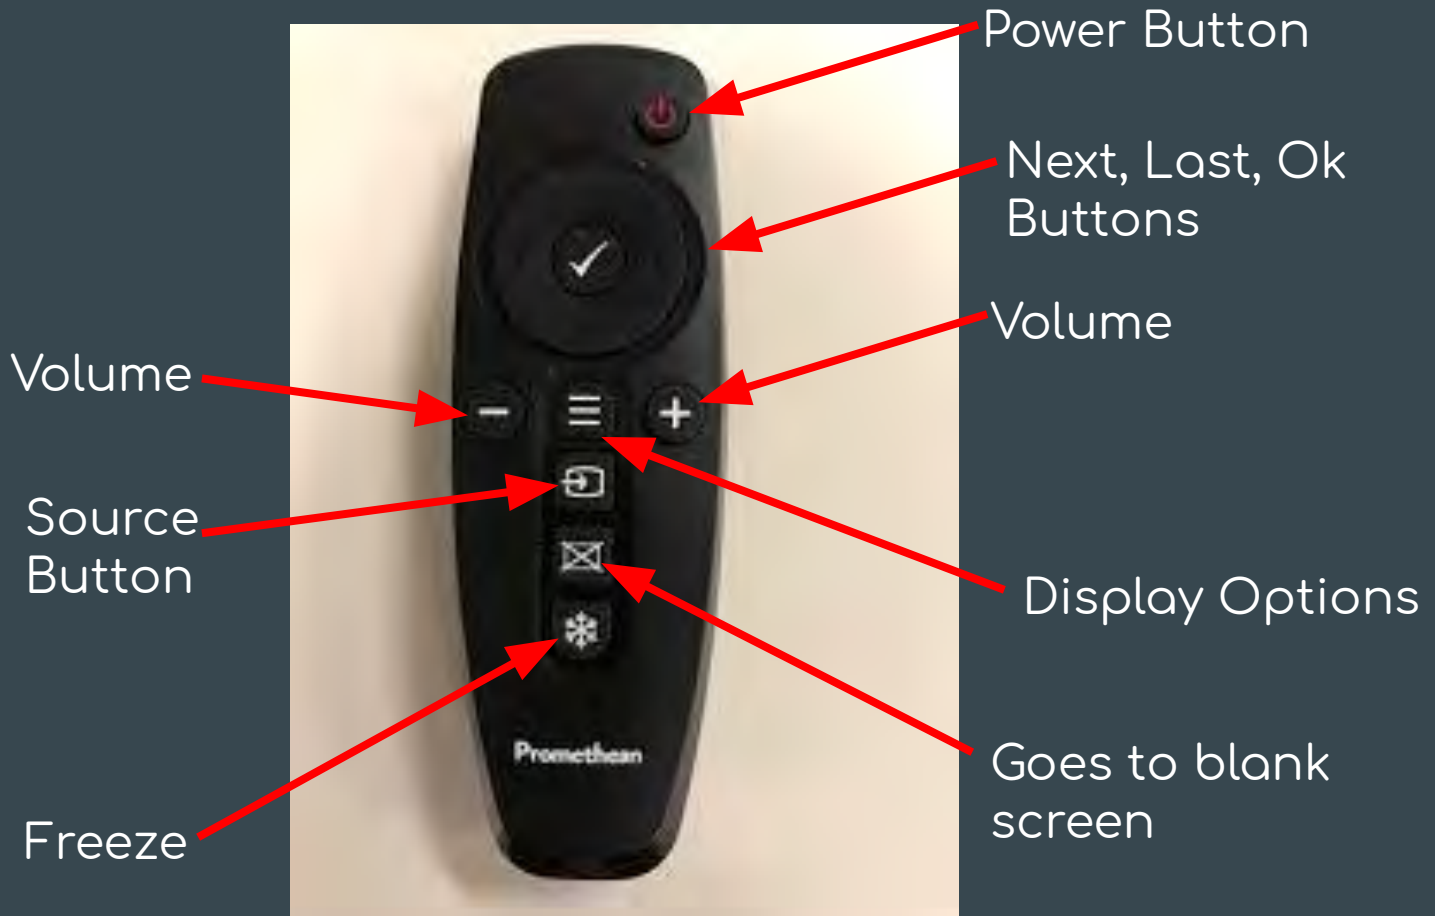 Power Button
Next, Last, Ok
Buttons
Volume
Volume
Source
Button
Display Options
Goes to blank
screen
Freeze
Promethean